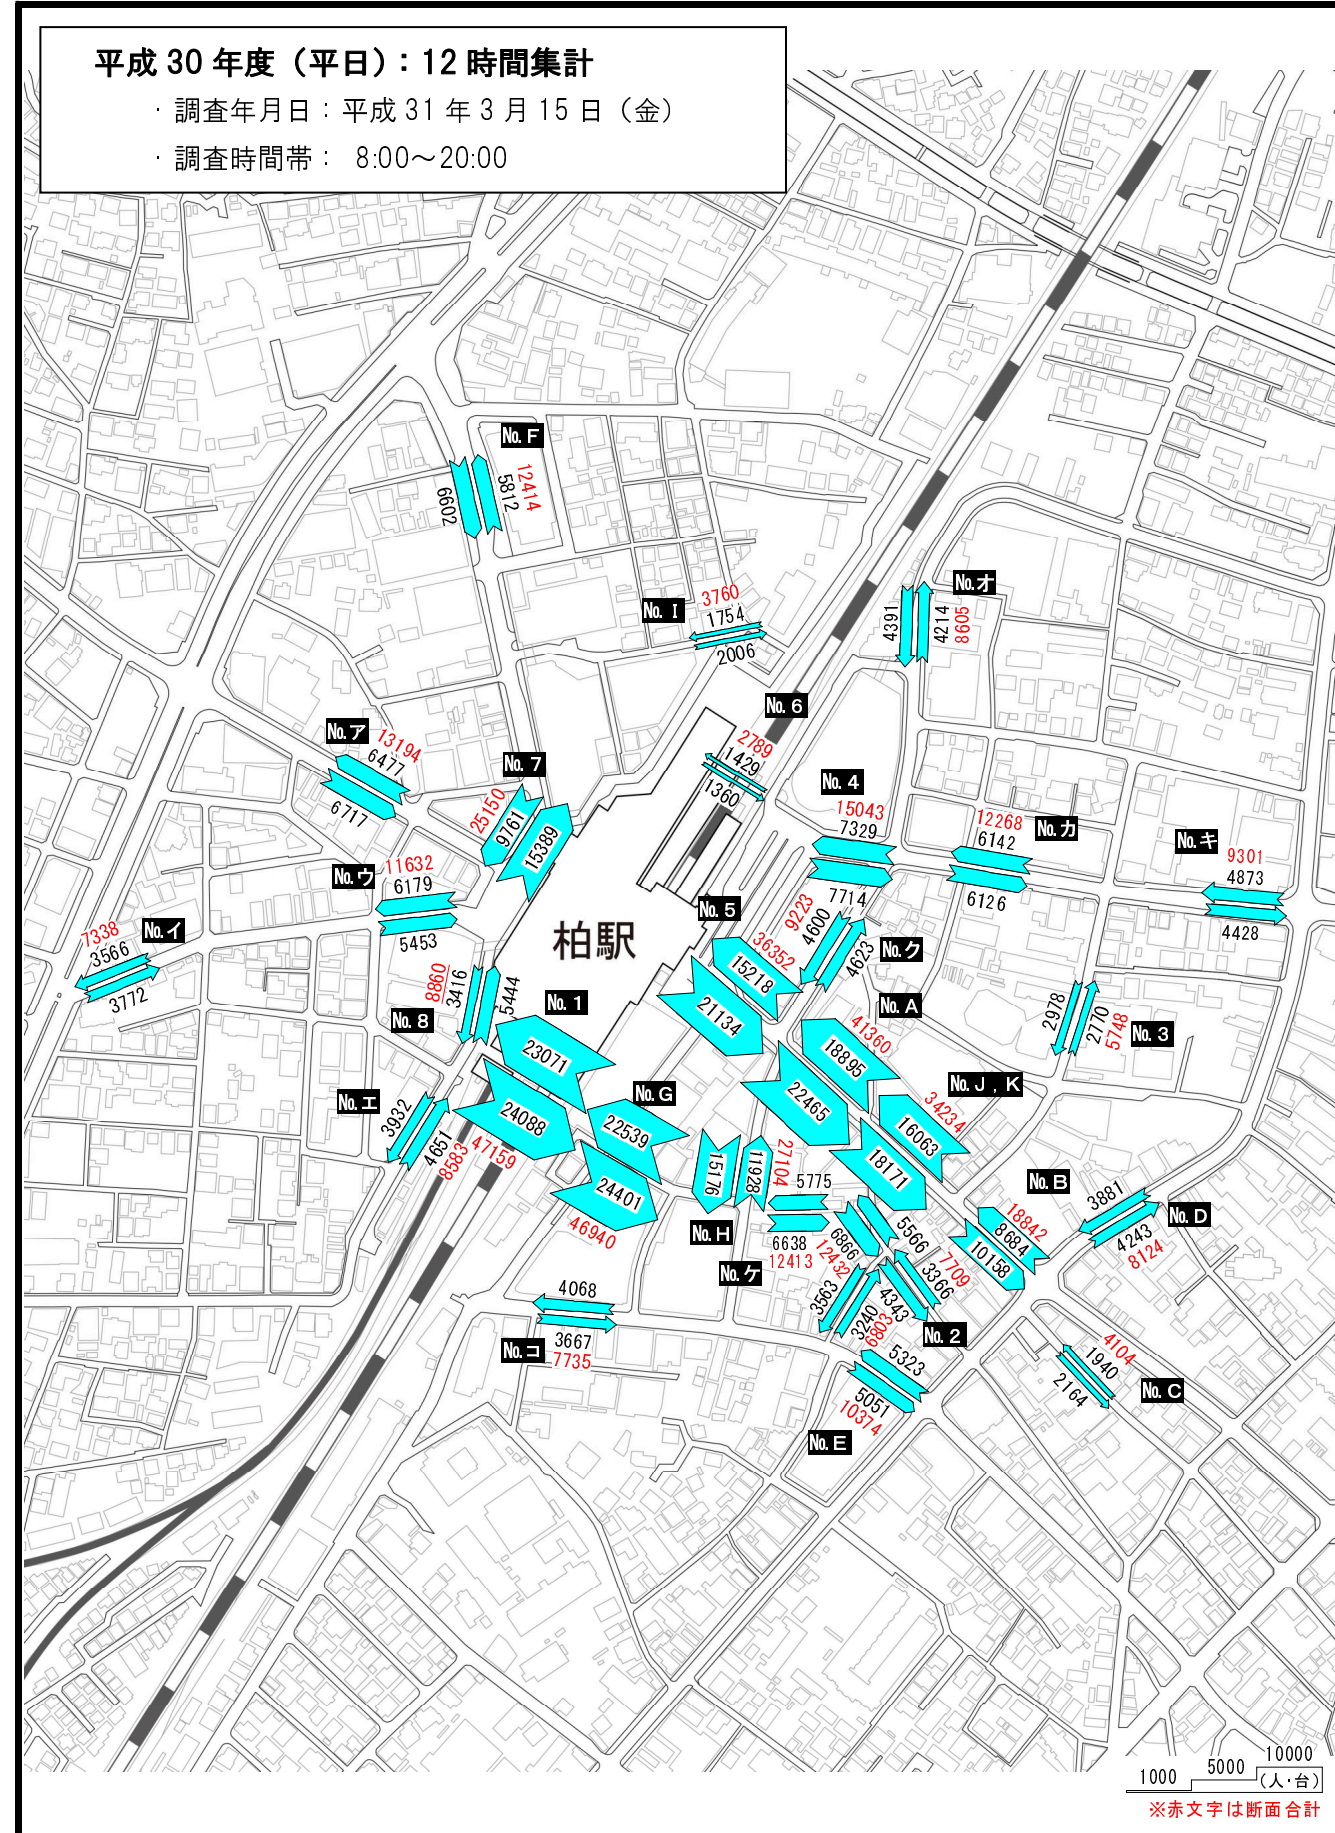 平成 30 年度（平日）：12 時間集計
・調査年月日：平成 31 年 3 月 15 日（金）
・調査時間帯： 8:00～20:00
No. F
12414
5812
6602
No. I
3760
1754
2006
No. オ
4391
4214
8605
No. 6
2789
1429
1360
No. ア
13194
6477
6717
No. 7
25150
9761
15389
No. 4
15043
7329
7714
No. カ
12268
6142
6126
No. キ
9301
4873
4428
No. ウ
11632
6179
5453
No. イ
7338
3566
3772
柏駅
No. 5
36352
15218
21134
9223
4600
4623
No. ク
No. 8
8860
3416
5444
No. 1
23071
24088
47159
No. A
41360
18895
22465
2978
2770
5748
No. 3
No. J , K
34234
16063
18171
No. エ
3932
4651
8583
No. G
22539
24401
46940
No. H
15176
11928
27104
5775
6638
12413
No. ケ
No. B
18842
8684
10158
3881
4243
8124
No. D
5566
6866
12432
7709
3366
4343
No. 2
3563
3240
6803
4068
3667
7735
No. コ
5323
5051
10374
No. E
4104
1940
2164
No. C
1000 5000 10000
(人・台)
※赤文字は断面合計